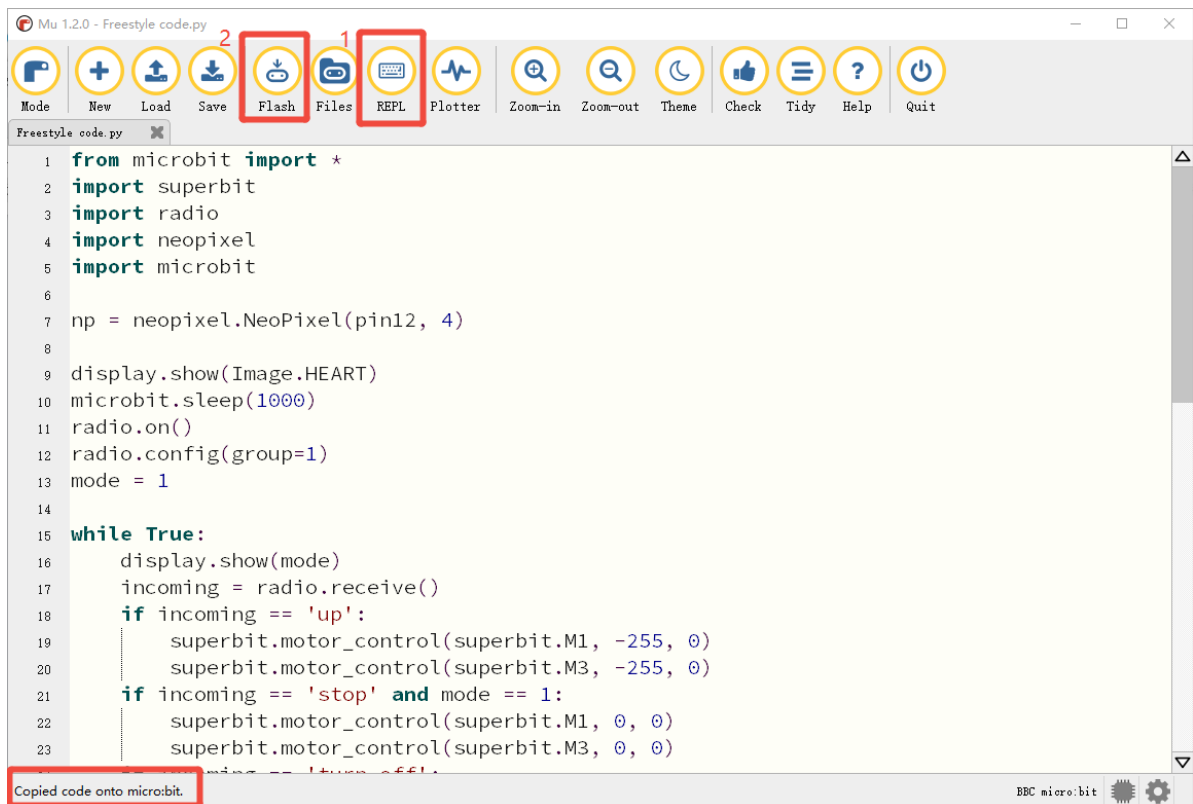 Mu 1.2.0 - Freestyle code.py
2 1
Mode New Load Save Flash Files REPL Plotter Zoom-in Zoom-out Theme Check Tidy Help Quit
Freestyle code.py
1 from microbit import *
2 import superbit
3 import radio
4 import neopixel
5 import microbit
6
7 np = neopixel.NeoPixel(pin12, 4)
8
9 display.show(Image.HEART)
10 microbit.sleep(1000)
11 radio.on()
12 radio.config(group=1)
13 mode = 1
14
15 while True:
16 display.show(mode)
17 incoming = radio.receive()
18 if incoming == 'up':
19 superbit.motor_control(superbit.M1, -255, 0)
20 superbit.motor_control(superbit.M3, -255, 0)
21 if incoming == 'stop' and mode == 1:
22 superbit.motor_control(superbit.M1, 0, 0)
23 superbit.motor_control(superbit.M3, 0, 0)
Copied code onto micro:bit. BBC micro:bit